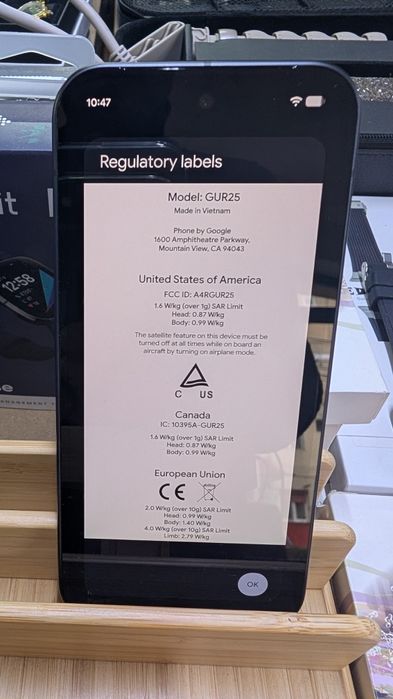 10:47
Regulatory labels
Model: GUR25
Made in Vietnam
Phone by Google
1600 Amphitheatre Parkway,
Mountain View, CA 94043
United States of America
FCC ID: A4RGUR25
1.6 W/kg (over 1g) SAR Limit
Head: 0.87 W/kg
Body: 0.99 W/kg
The satellite feature on this device must be
turned off at all times while on board an
aircraft by turning on airplane mode.
C US
Canada
IC: 10395A-GUR25
1.6 W/kg (over 1g) SAR Limit
Head: 0.87 W/kg
Body: 0.99 W/kg
European Union
CE
2.0 W/kg (over 10g) SAR Limit
Head: 0.99 W/kg
Body: 1.40 W/kg
4.0 W/kg (over 10g) SAR Limit
Limb: 2.79 W/kg
OK
12:58